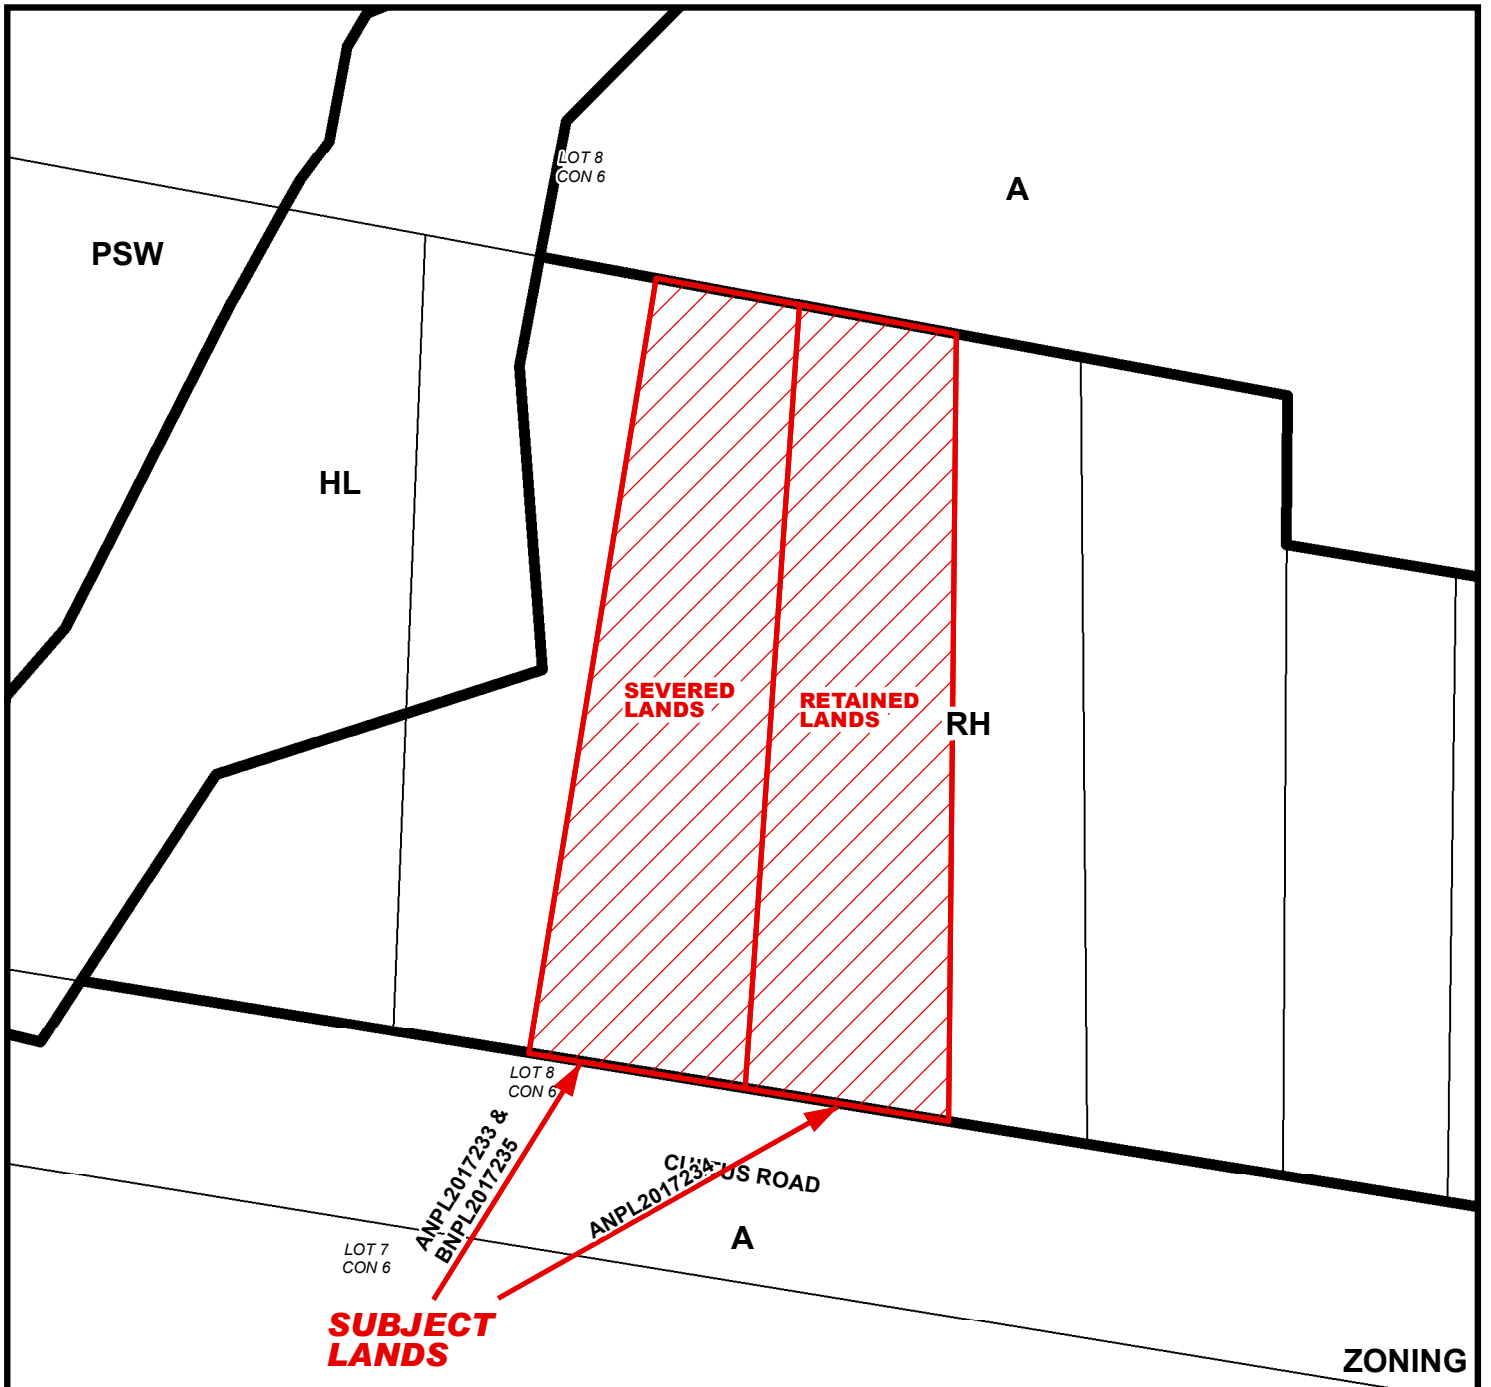 LOT 8
CON 6
A
PSW
HL
SEVERED
LANDS
RETAINED
LANDS
RH
LOT 8
CON 6
ANPL2017233 &
BNPL2017235
ANPL2017234
ROAD
A
LOT 7
CON 6
SUBJECT
LANDS
ZONING